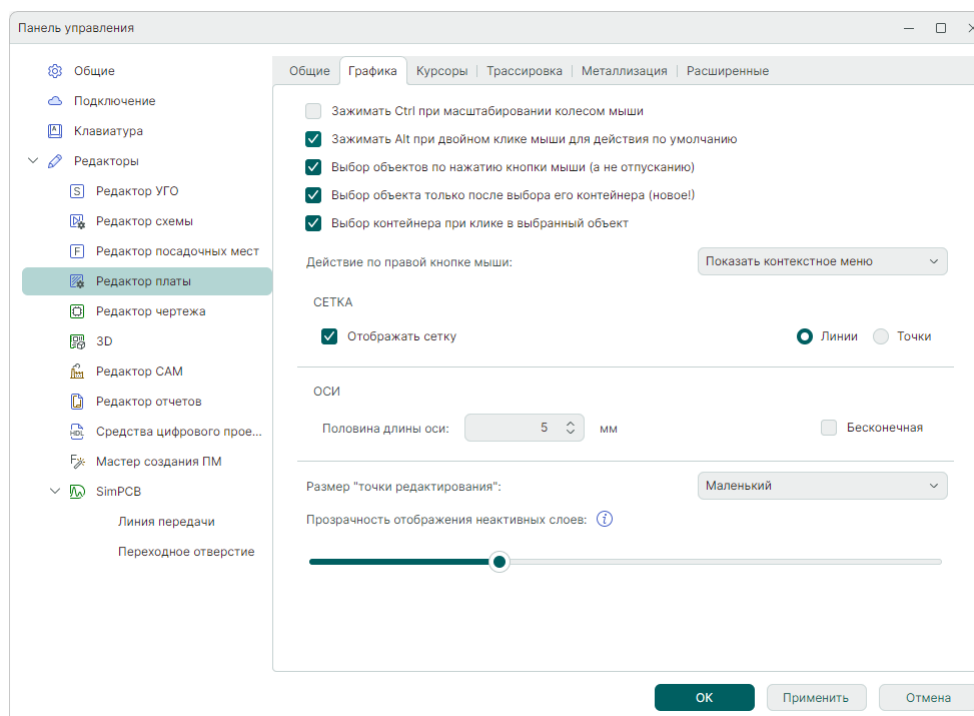 Панель управления
Общие
Подключение
Клавиатура
Редакторы
Редактор УГО
Редактор схемы
Редактор посадочных мест
Редактор платы
Редактор чертежа
3D
Редактор CAM
Редактор отчетов
Средства цифрового прое...
Мастер создания ПМ
SimPCB
Линия передачи
Переходное отверстие
Общие Графика Курсоры Трассировка Металлизация Расширенные
Зажимать Ctrl при масштабировании колесом мыши
Зажимать Alt при двойном клике мыши для действия по умолчанию
Выбор объектов по нажатию кнопки мыши (а не отпусканию)
Выбор объекта только после выбора его контейнера (новое!)
Выбор контейнера при клике в выбранный объект
Действие по правой кнопке мыши: Показать контекстное меню
СЕТКА
Отображать сетку Линии Точки
ОСИ
Половина длины оси: 5 мм Бесконечная
Размер "точки редактирования": Маленький
Прозрачность отображения неактивных слоев:
ОК Применить Отмена